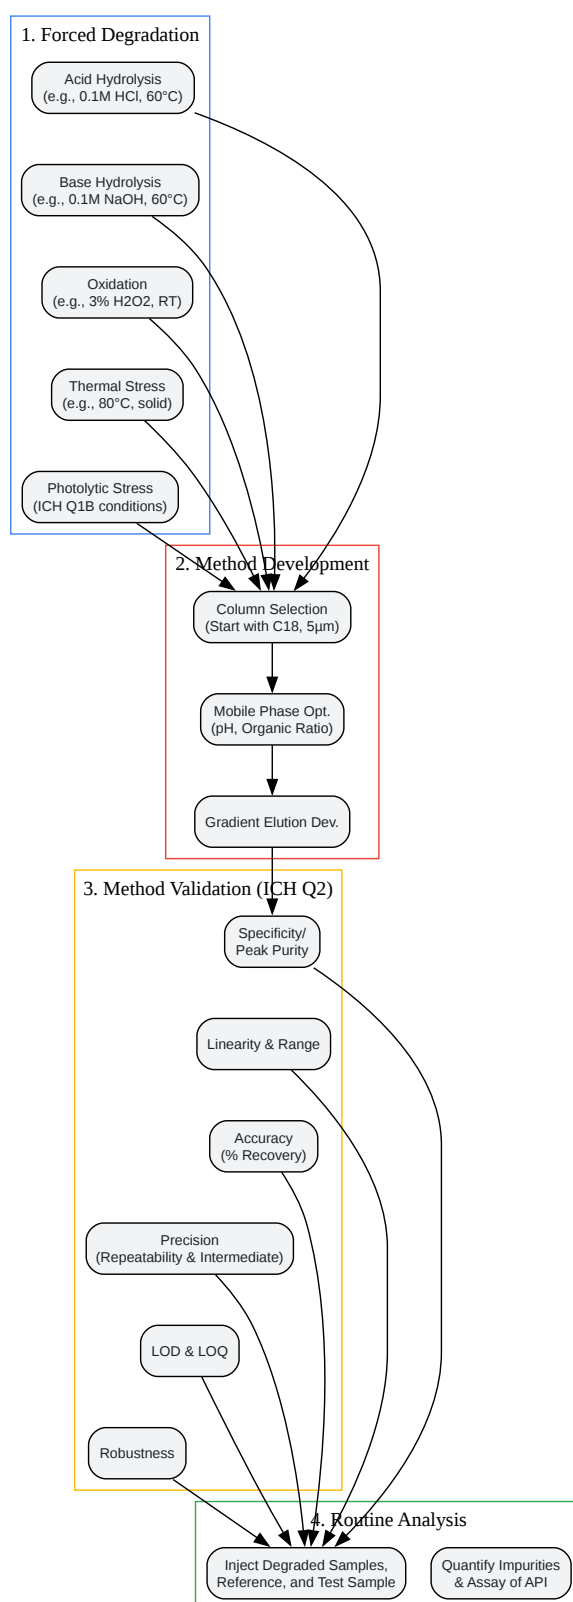 1. Forced Degradation
Acid Hydrolysis
(e.g., 0.1M HCl, 60°C)
Base Hydrolysis
(e.g., 0.1M NaOH, 60°C)
Oxidation
(e.g., 3% H2O2, RT)
Thermal Stress
(e.g., 80°C, solid)
Photolytic Stress
(ICH Q1B conditions)
2. Method Development
Column Selection
(Start with C18, 5µm)
Mobile Phase Opt.
(pH, Organic Ratio)
Gradient Elution Dev.
3. Method Validation (ICH Q2)
Specificity/
Peak Purity
Linearity & Range
Accuracy
(% Recovery)
Precision
(Repeatability & Intermediate)
LOD & LOQ
Robustness
4. Routine Analysis
Inject Degraded Samples,
Reference, and Test Sample
Quantify Impurities
& Assay of API